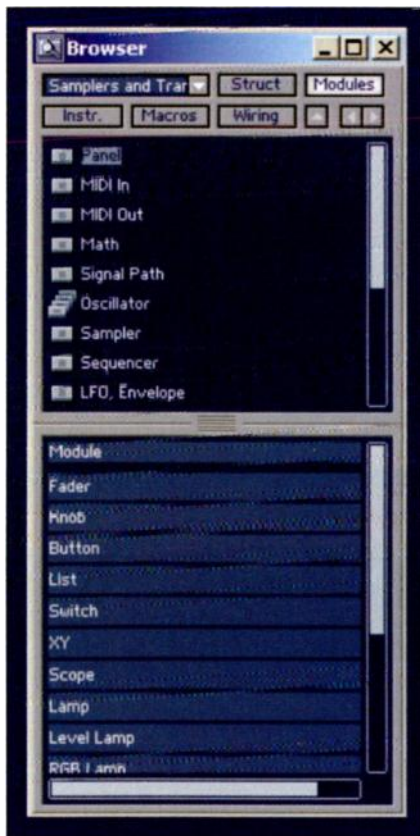 Browser
Samplers and Trar Struct Modules
Instr. Macros Wiring
Panel
MIDI In
MIDI Out
Math
Signal Path
Oscillator
Sampler
Sequencer
LFO, Envelope
Module
Fader
Knob
Button
List
Switch
XY
Scope
Lamp
Level Lamp
RGB Lamp